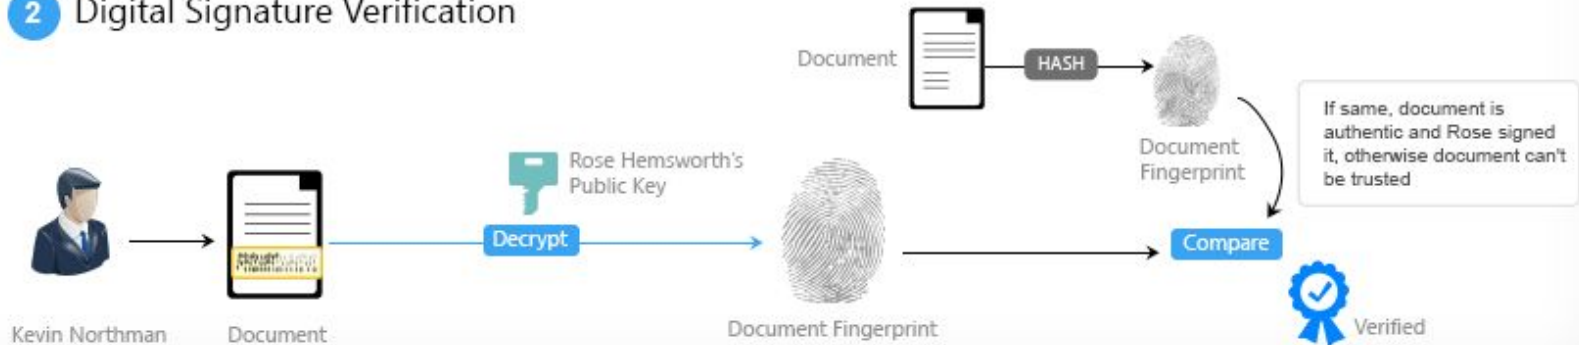 2 Digital Signature Verification
Document
HASH
Document
Fingerprint
If same, document is
authentic and Rose signed
it, otherwise document can't
be trusted
Rose Hemsworth's
Public Key
Decrypt
Compare
Kevin Northman
Document
Document Fingerprint
Verified